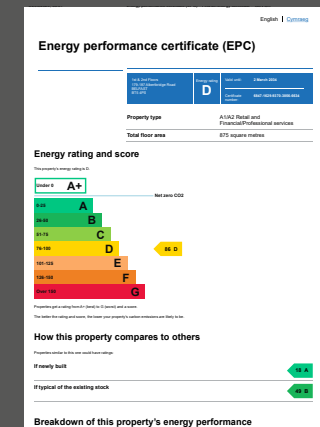 English | Cymraeg
Energy performance certificate (EPC)
1st & 2nd Floors
BELFAST
Energy rating
D
Valid until: 2 March 2034
Certificate number:
Property type
A1/A2 Retail and Financial/Professional services
Total floor area
875 square metres
Energy rating and score
This property's energy rating is D.
Under 0 A+
Net zero CO2
0-25 A
26-50 B
51-75 C
76-100 D
86 D
101-125 E
126-150 F
Over 150 G
Properties get a rating from A+ (best) to G (worst) and a score.
The better the rating and score, the lower your property's carbon emissions are likely to be.
How this property compares to others
Properties similar to this one could have ratings:
If newly built
If typical of the existing stock
49 B
Breakdown of this property's energy performance